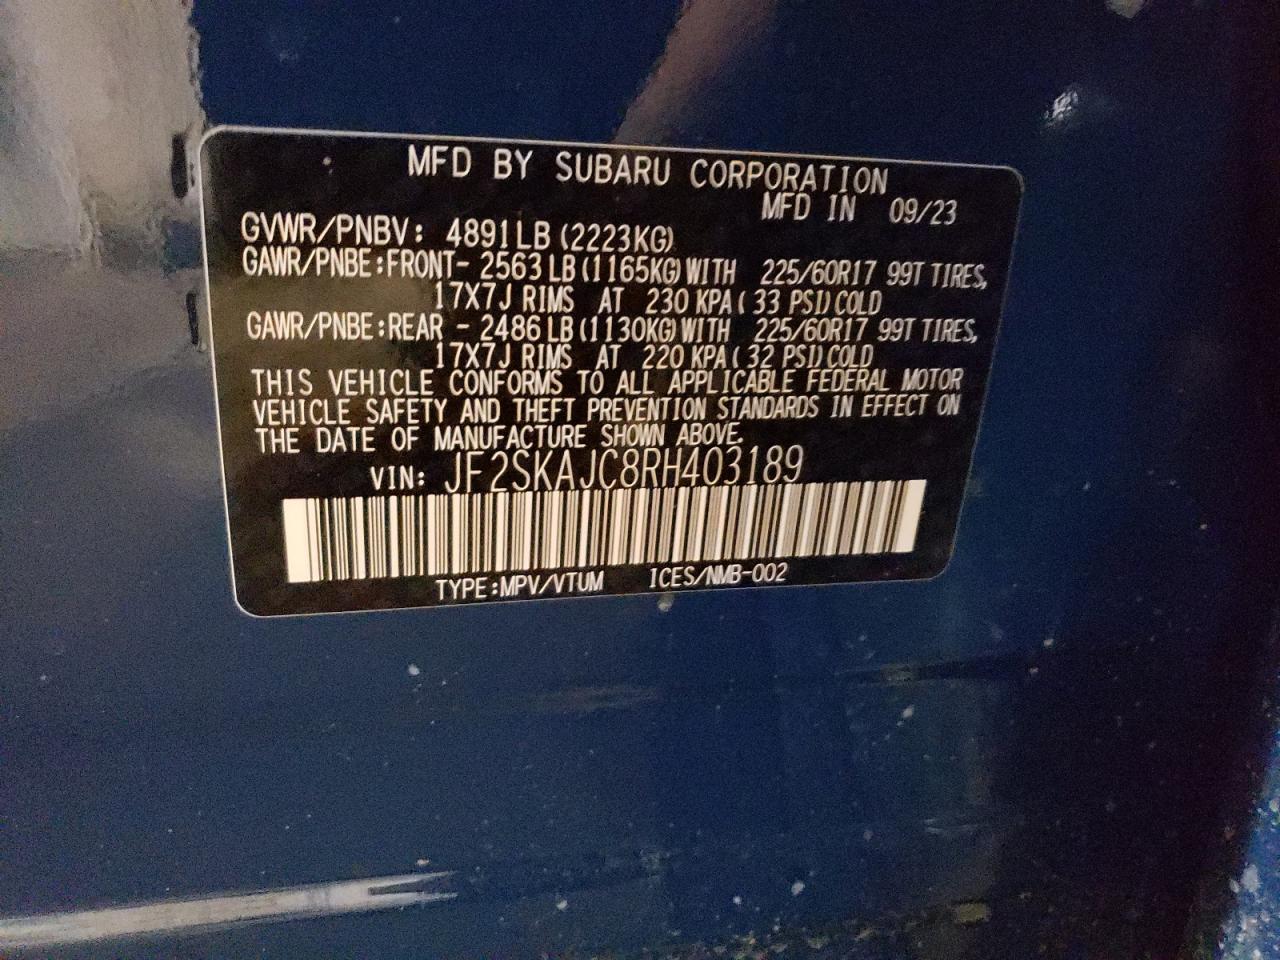 MFD BY SUBARU CORPORATION
MFD IN 09/23
GVWR/PNBV: 4891LB (2223KG)
GAWR/PNBE:FRONT- 2563LB(1165KG)WITH 225/60R17 99T TIRES,
17X7J RIMS AT 230 KPA( 33 PSI)COLD
GAWR/PNBE:REAR - 2486LB(1130KG)WITH 225/60R17 99T TIRES,
17X7J RIMS AT 220 KPA( 32 PSI)COLD
THIS VEHICLE CONFORMS TO ALL APPLICABLE FEDERAL MOTOR
VEHICLE SAFETY AND THEFT PREVENTION STANDARDS IN EFFECT ON
THE DATE OF MANUFACTURE SHOWN ABOVE.
VIN: JF2SKAJC8RH403189
TYPE:MPV/VTUM ICES/NMB-002